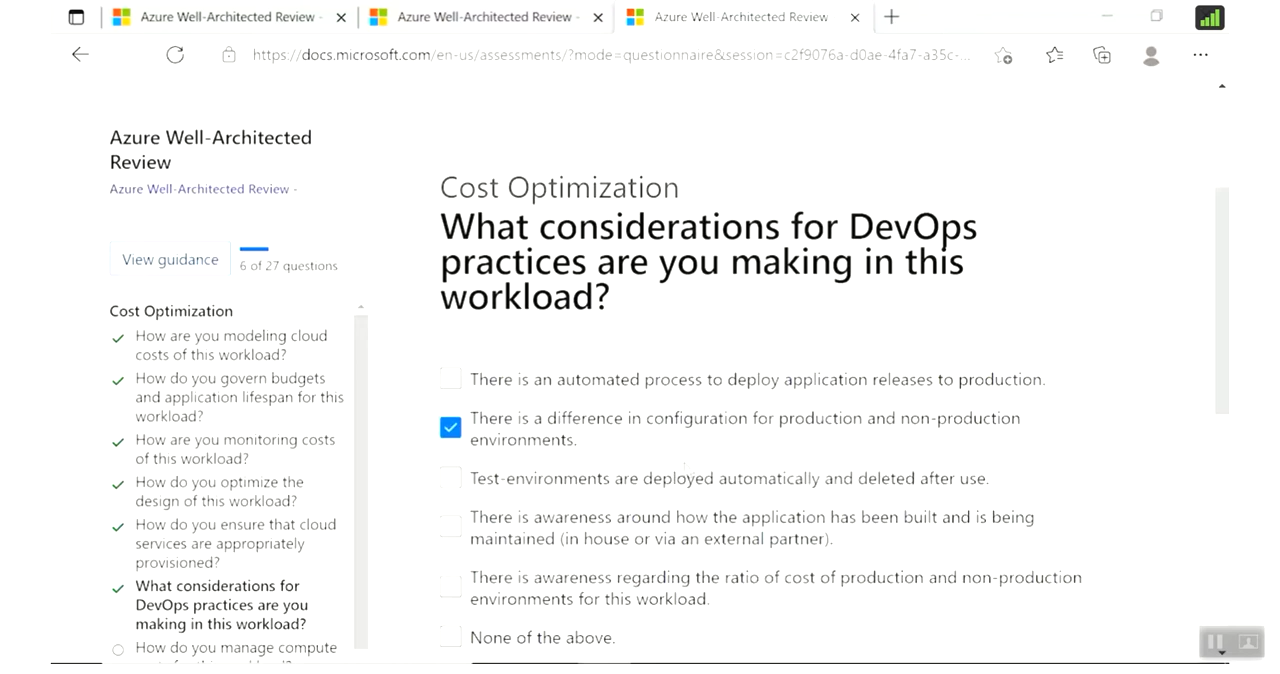 Azure Well-Architected Review -
Azure Well-Architected Review -
Azure Well-Architected Review
https://docs.microsoft.com/en-us/assessments/?mode=questionnaire&session=c2f9076a-d0ae-4fa7-a35c-...
Azure Well-Architected
Review
Azure Well-Architected Review -
View guidance
6 of 27 questions
Cost Optimization
How are you modeling cloud
costs of this workload?
How do you govern budgets
and application lifespan for this
workload?
How are you monitoring costs
of this workload?
How do you optimize the
design of this workload?
How do you ensure that cloud
services are appropriately
provisioned?
What considerations for
DevOps practices are you
making in this workload?
How do you manage compute
Cost Optimization
What considerations for DevOps
practices are you making in this
workload?
There is an automated process to deploy application releases to production.
There is a difference in configuration for production and non-production
environments.
Test-environments are deployed automatically and deleted after use.
There is awareness around how the application has been built and is being
maintained (in house or via an external partner).
There is awareness regarding the ratio of cost of production and non-production
environments for this workload.
None of the above.